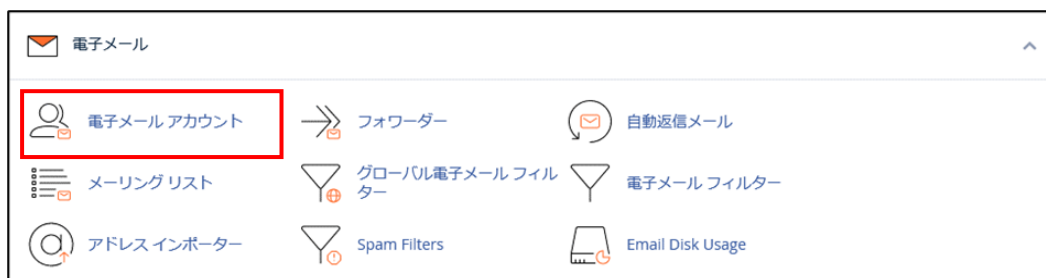 電子メール
電子メール アカウント
フォワーダー
自動返信メール
メーリング リスト
グローバル電子メール フィル
ター
電子メール フィルター
アドレス インポーター
Spam Filters
Email Disk Usage